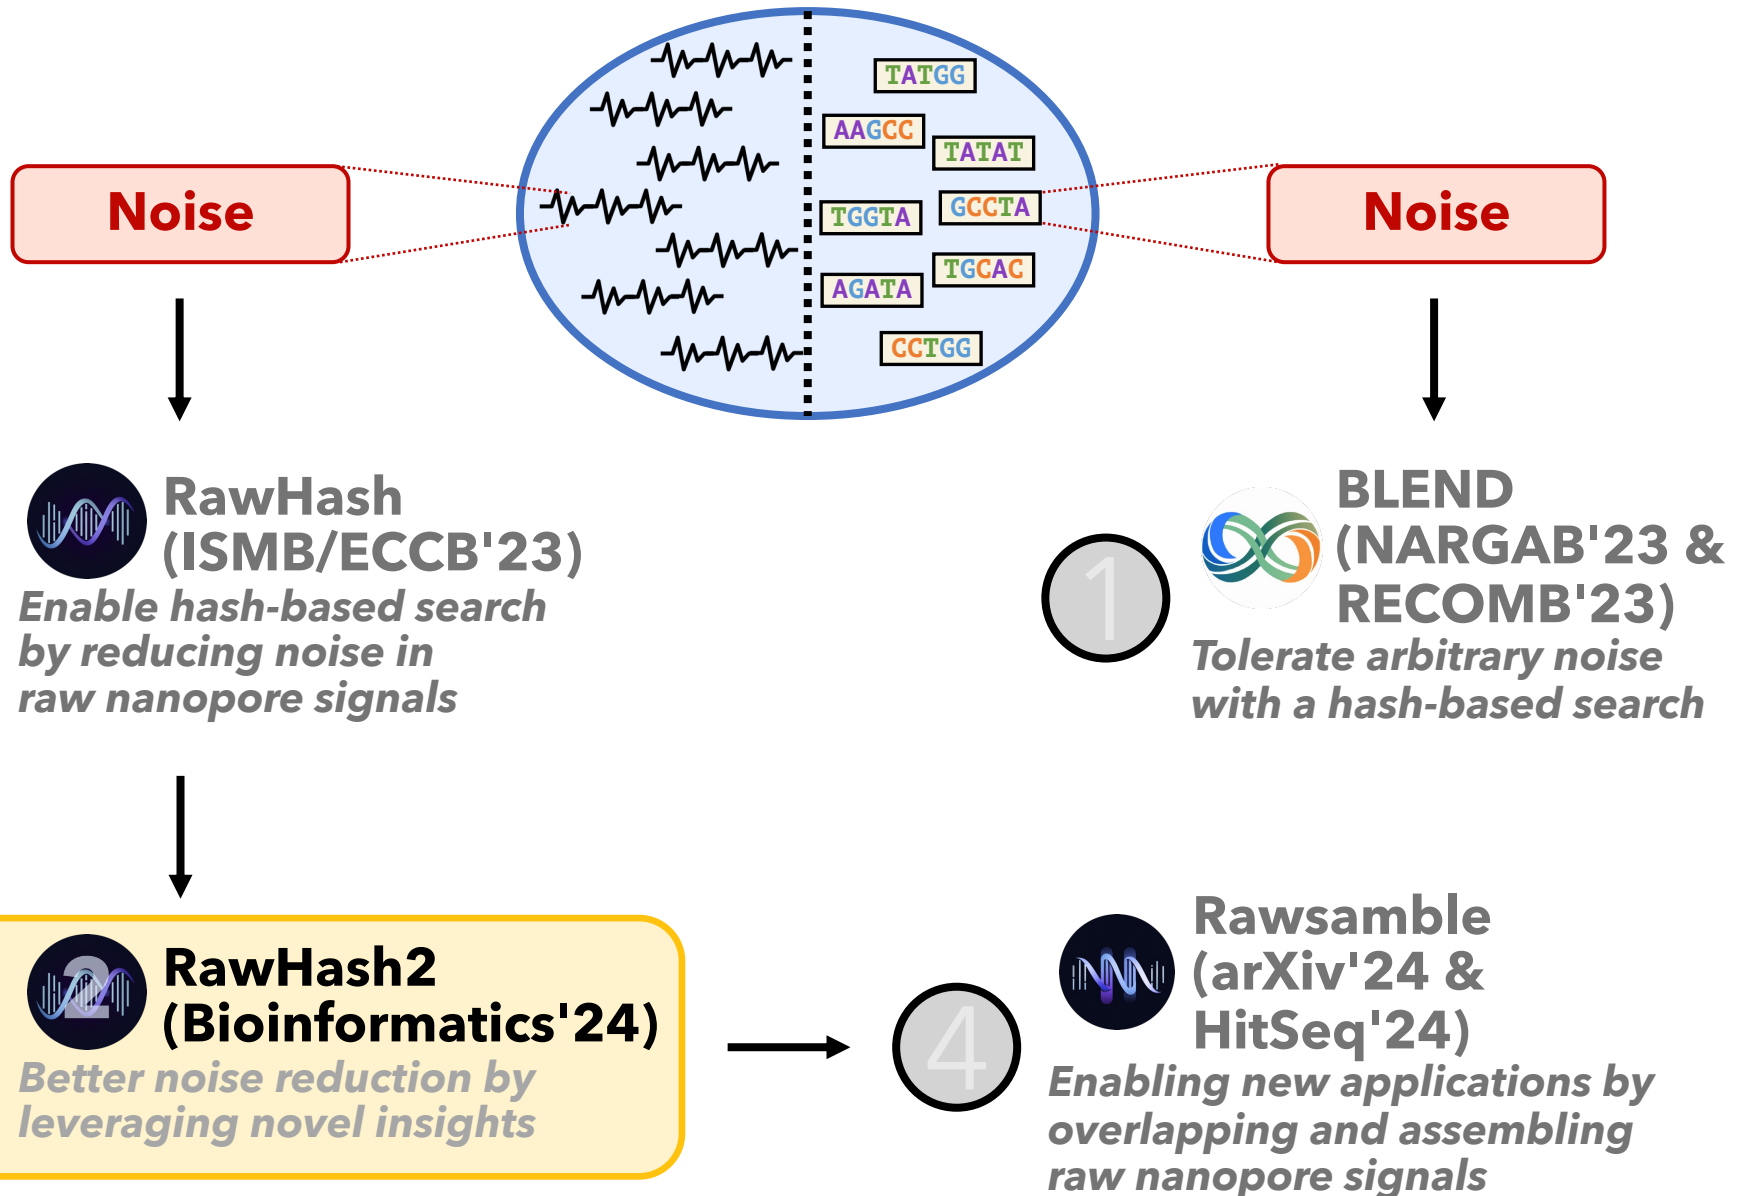 TATGG
AAGCC
TATAT
Noise
TGGTA
GCCTA
Noise
TGCAC
AGATA
CCTGG
RawHash
(ISMB/ECCB'23)
Enable hash-based search
by reducing noise in
raw nanopore signals
1
BLEND
(NARGAB'23 &
RECOMB'23)
Tolerate arbitrary noise
with a hash-based search
2
RawHash2
(Bioinformatics'24)
Better noise reduction by
leveraging novel insights
4
Rawsamble
(arXiv'24 &
HitSeq'24)
Enabling new applications by
overlapping and assembling
raw nanopore signals